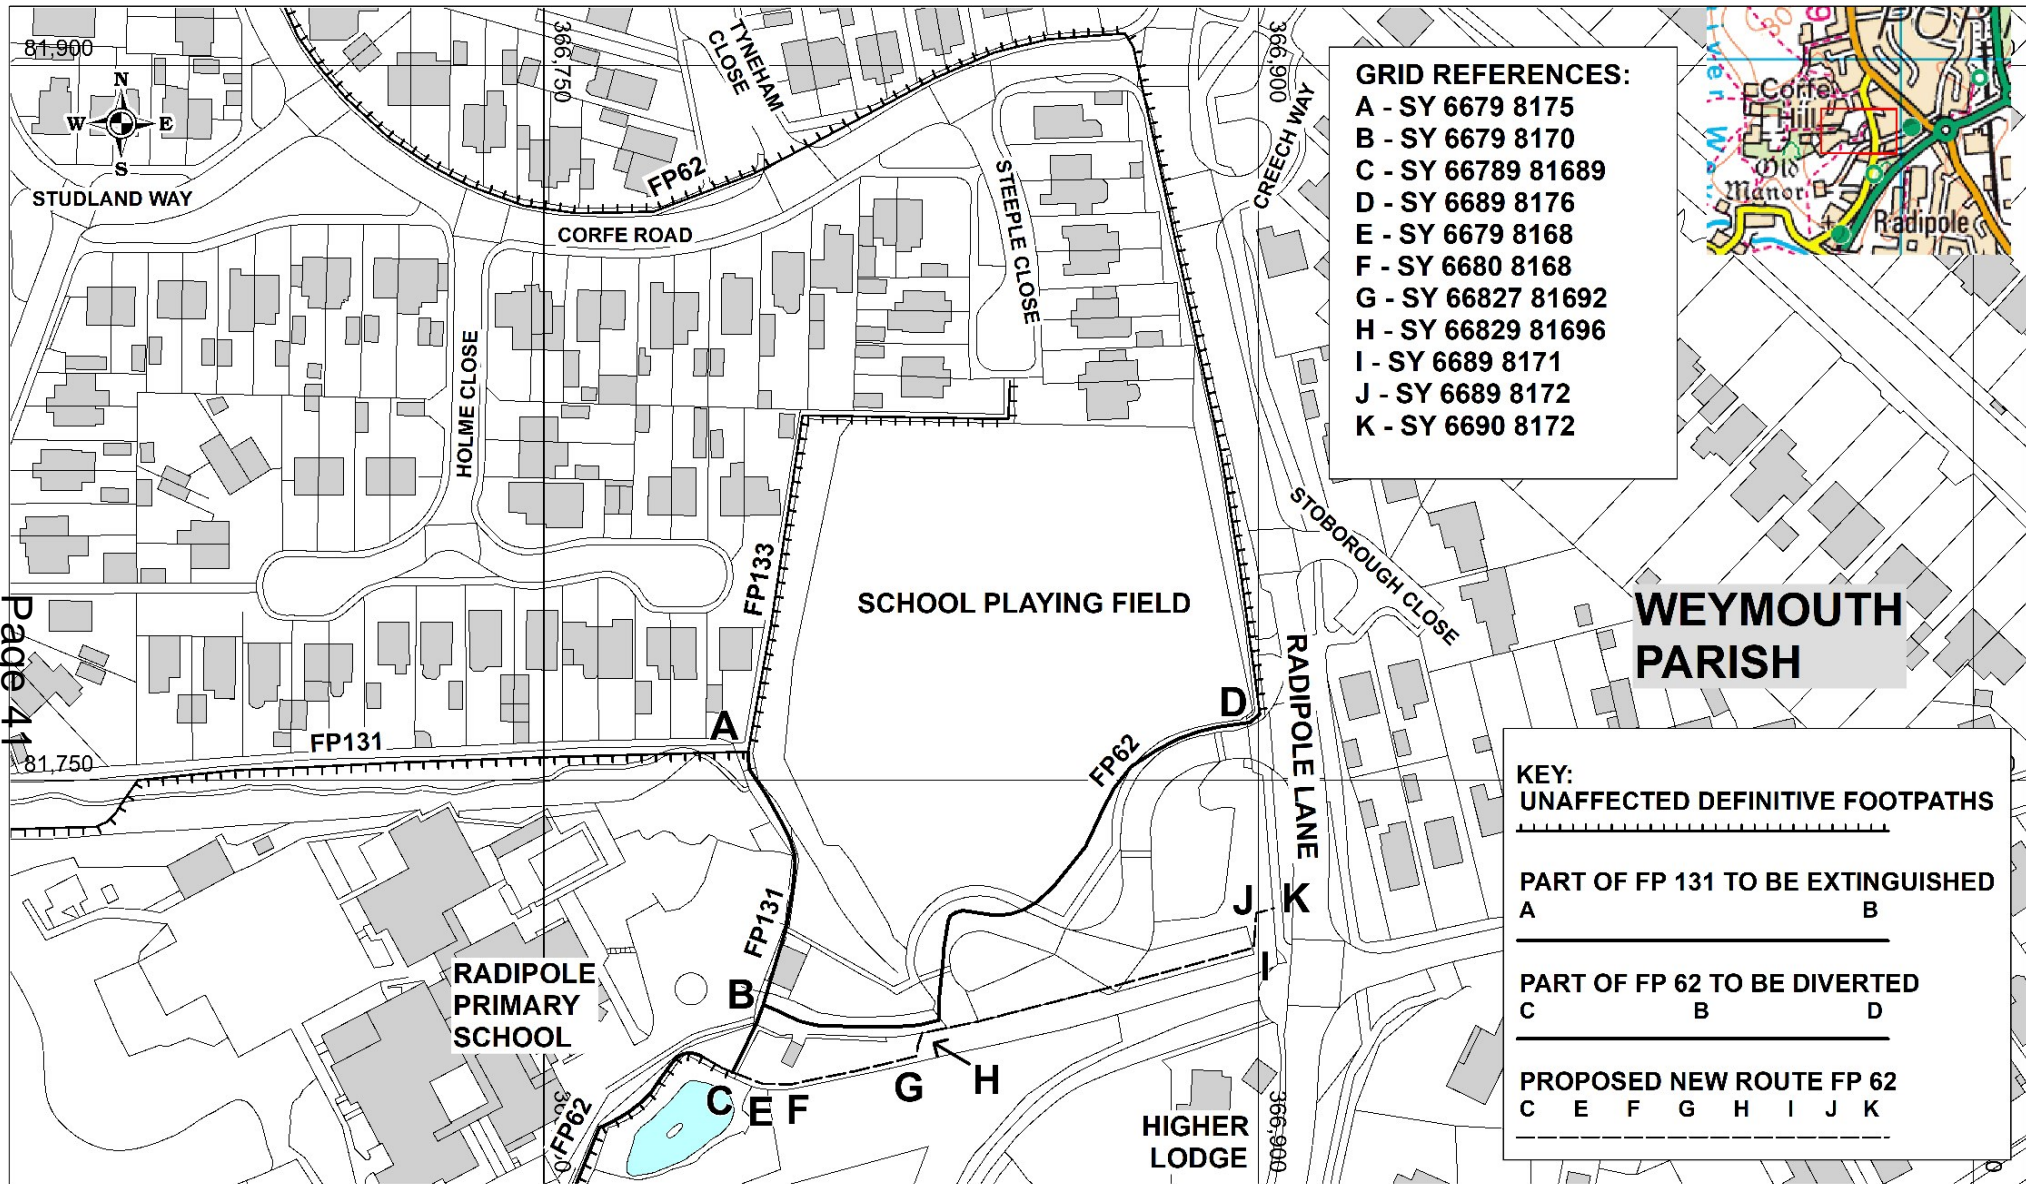 81,900
366,750
366,900
N
W E
S
TYNEHAM
CLOSE
STUDLAND WAY
FP62
CORFE ROAD
STEEPLE CLOSE
CREECH WAY
HOLME CLOSE
GRID REFERENCES:
A - SY 6679 8175
B - SY 6679 8170
C - SY 66789 81689
D - SY 6689 8176
E - SY 6679 8168
F - SY 6680 8168
G - SY 66827 81692
H - SY 66829 81696
I - SY 6689 8171
J - SY 6689 8172
K - SY 6690 8172
Corfe
Hill
Old
Manor
Radipole
30
STOBOROUGH CLOSE
FP133
SCHOOL PLAYING FIELD
RADIPOLE LANE
WEYMOUTH
PARISH
Page 41
A
D
FP131
81,750
FP62
FP131
J K
I
B
RADIPOLE
PRIMARY
SCHOOL
C
E
F
G
H
FP62
HIGHER
LODGE
366,900
KEY:
UNAFFECTED DEFINITIVE FOOTPATHS
PART OF FP 131 TO BE EXTINGUISHED
A B
PART OF FP 62 TO BE DIVERTED
C B D
PROPOSED NEW ROUTE FP 62
C E F G H I J K